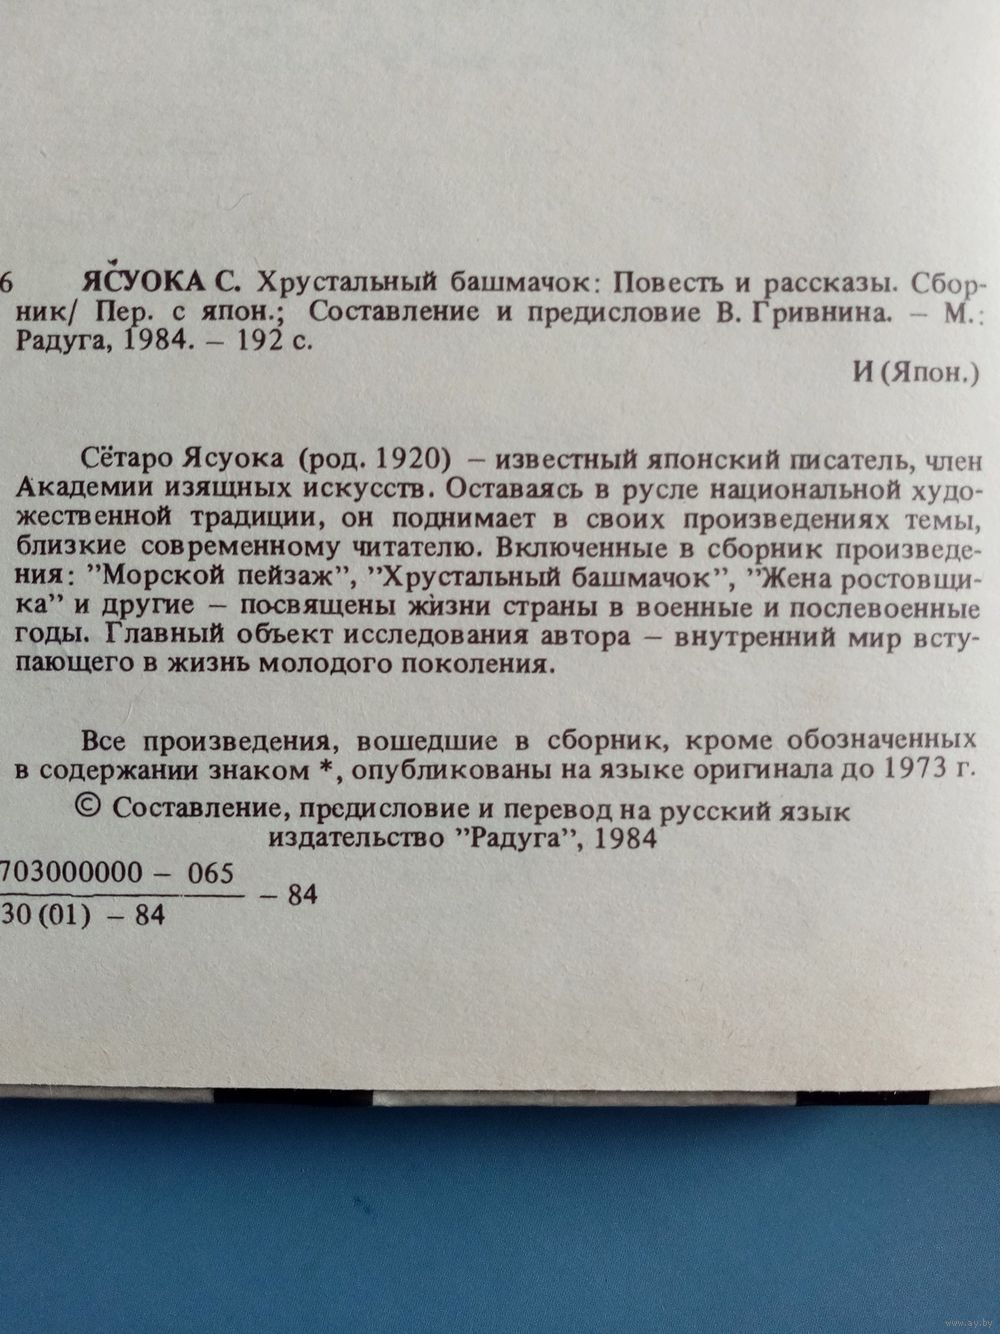 6 ЯСУОКА С. Хрустальный башмачок: Повесть и рассказы. Сбор-
ник/ Пер. с япон.; Составление и предисловие В. Гривнина. – М.:
Радуга, 1984. – 192 с.
И (Япон.)
Сётаро Ясуока (род. 1920) – известный японский писатель, член
Академии изящных искусств. Оставаясь в русле национальной худо-
жественной традиции, он поднимает в своих произведениях темы,
близкие современному читателю. Включенные в сборник произведе-
ния: "Морской пейзаж", "Хрустальный башмачок", "Жена ростовщи-
ка" и другие – посвящены жизни страны в военные и послевоенные
годы. Главный объект исследования автора – внутренний мир всту-
пающего в жизнь молодого поколения.
Все произведения, вошедшие в сборник, кроме обозначенных
в содержании знаком *, опубликованы на языке оригинала до 1973 г.
© Составление, предисловие и перевод на русский язык
издательство "Радуга", 1984
703000000 – 065
30 (01) – 84
– 84
www.ay.by